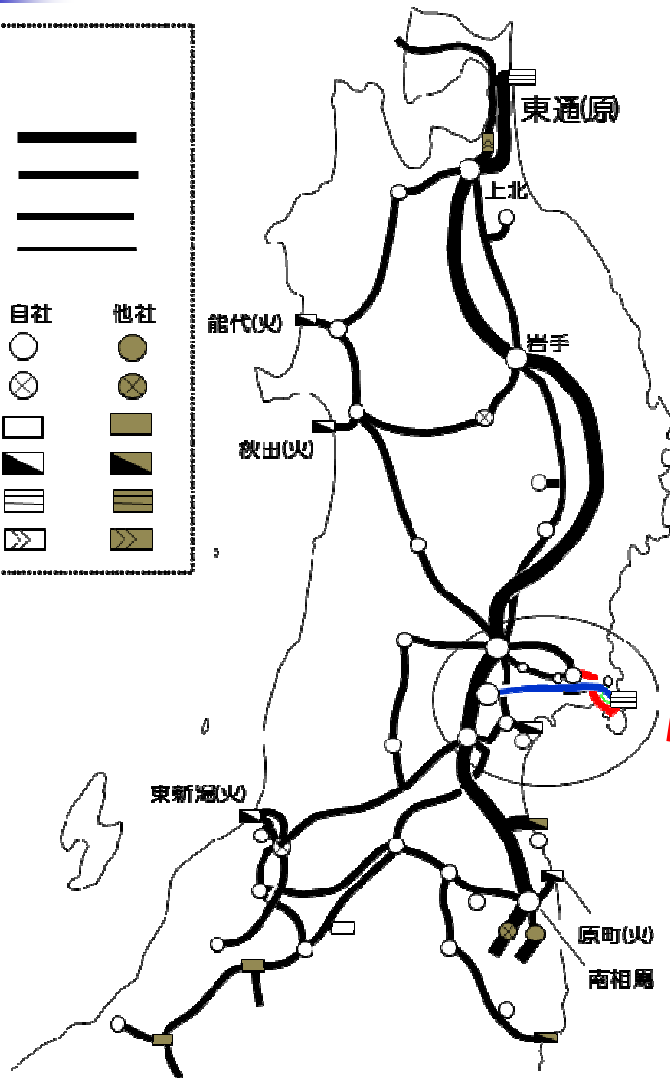 東通(原)
上北
自社
他社
能代(火)
岩手
秋田(火)
東新潟(火)
原町(火)
南相馬